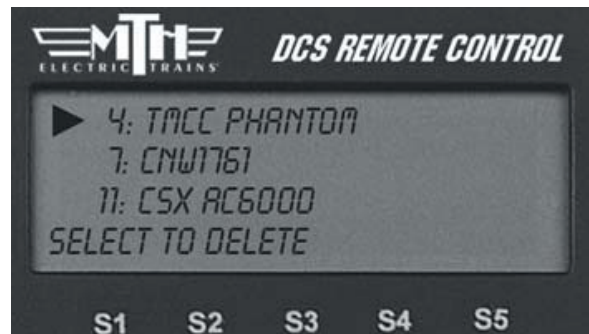 MTH
ELECTRIC TRAINS
DCS REMOTE CONTROL
4: TMCC PHANTOM
7: CNW1761
11: CSX AC6000
SELECT TO DELETE
S1 S2 S3 S4 S5